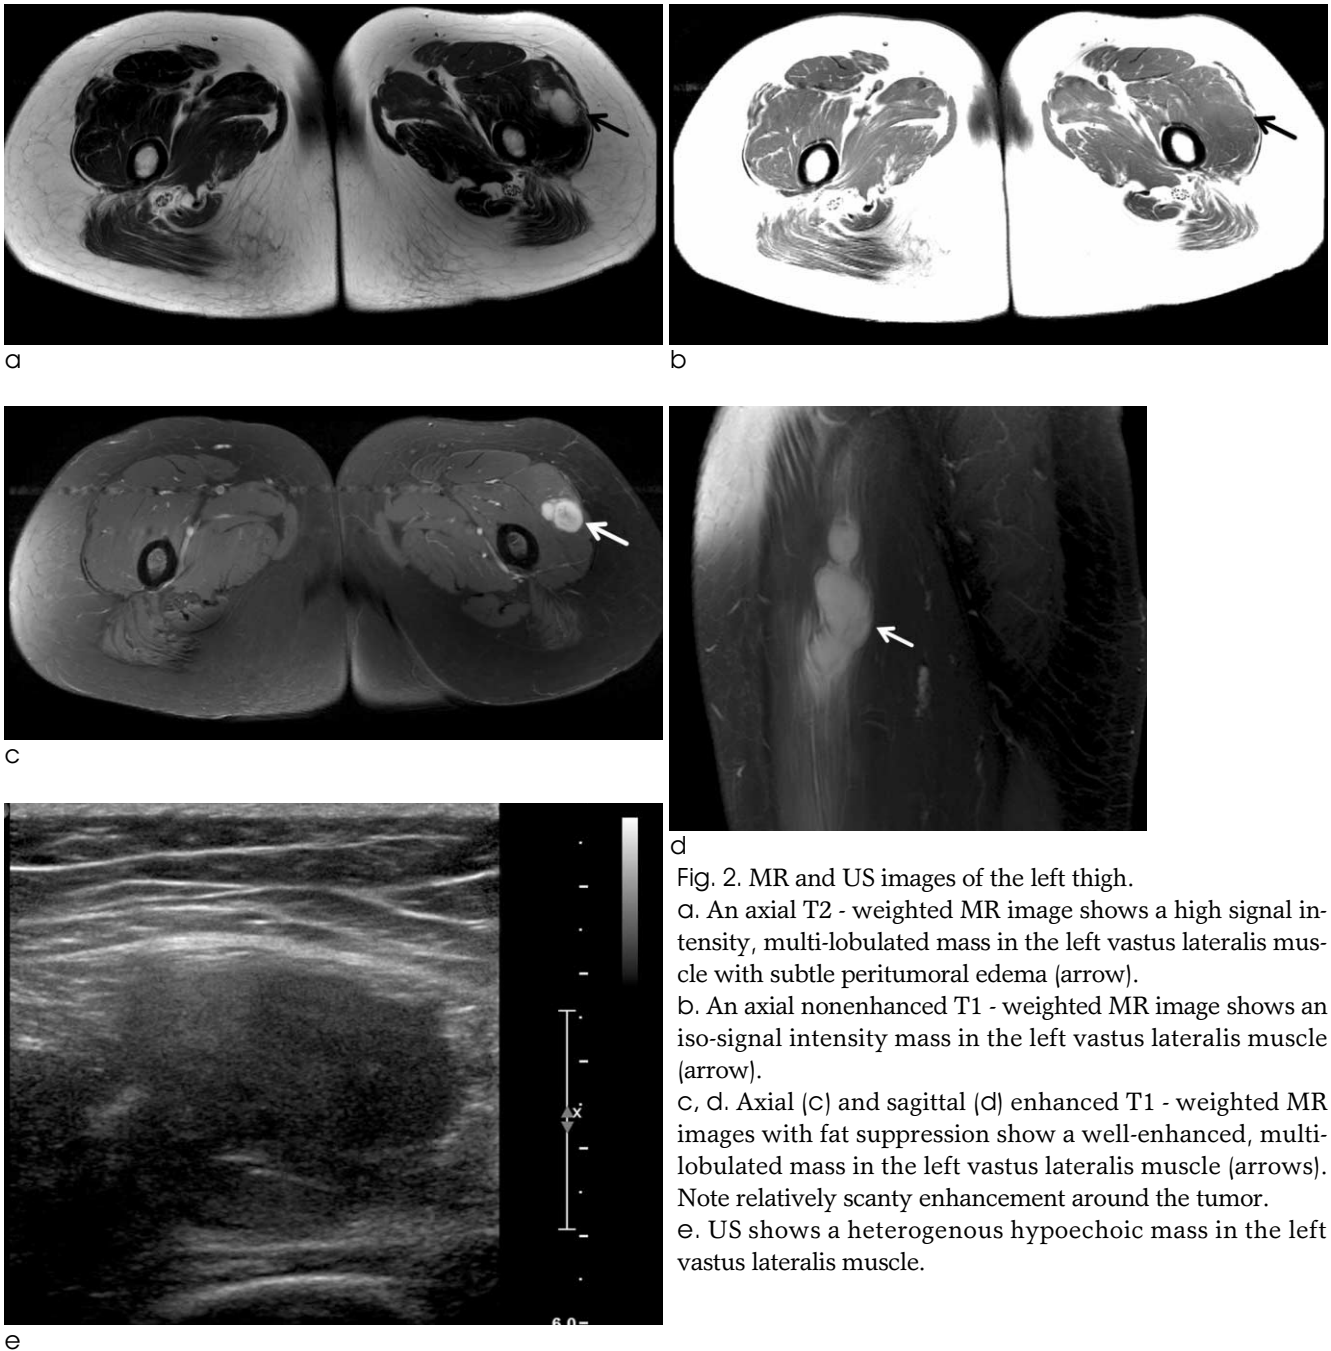 a
b
c
d
x
6.0
e
Fig. 2. MR and US images of the left thigh.
a. An axial T2 - weighted MR image shows a high signal in-
tensity, multi-lobulated mass in the left vastus lateralis mus-
cle with subtle peritumoral edema (arrow).
b. An axial nonenhanced T1 - weighted MR image shows an
iso-signal intensity mass in the left vastus lateralis muscle
(arrow).
c, d. Axial (c) and sagittal (d) enhanced T1 - weighted MR
images with fat suppression show a well-enhanced, multi-
lobulated mass in the left vastus lateralis muscle (arrows).
Note relatively scanty enhancement around the tumor.
e. US shows a heterogenous hypoechoic mass in the left
vastus lateralis muscle.